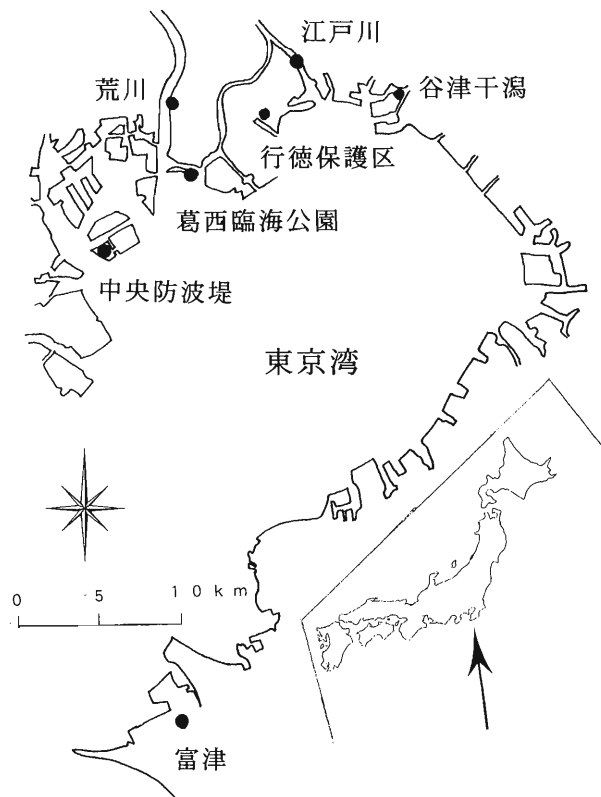 江戸川
荒川
谷津干潟
行徳保護区
葛西臨海公園
中央防波堤
東京湾
0 5 10km
富津